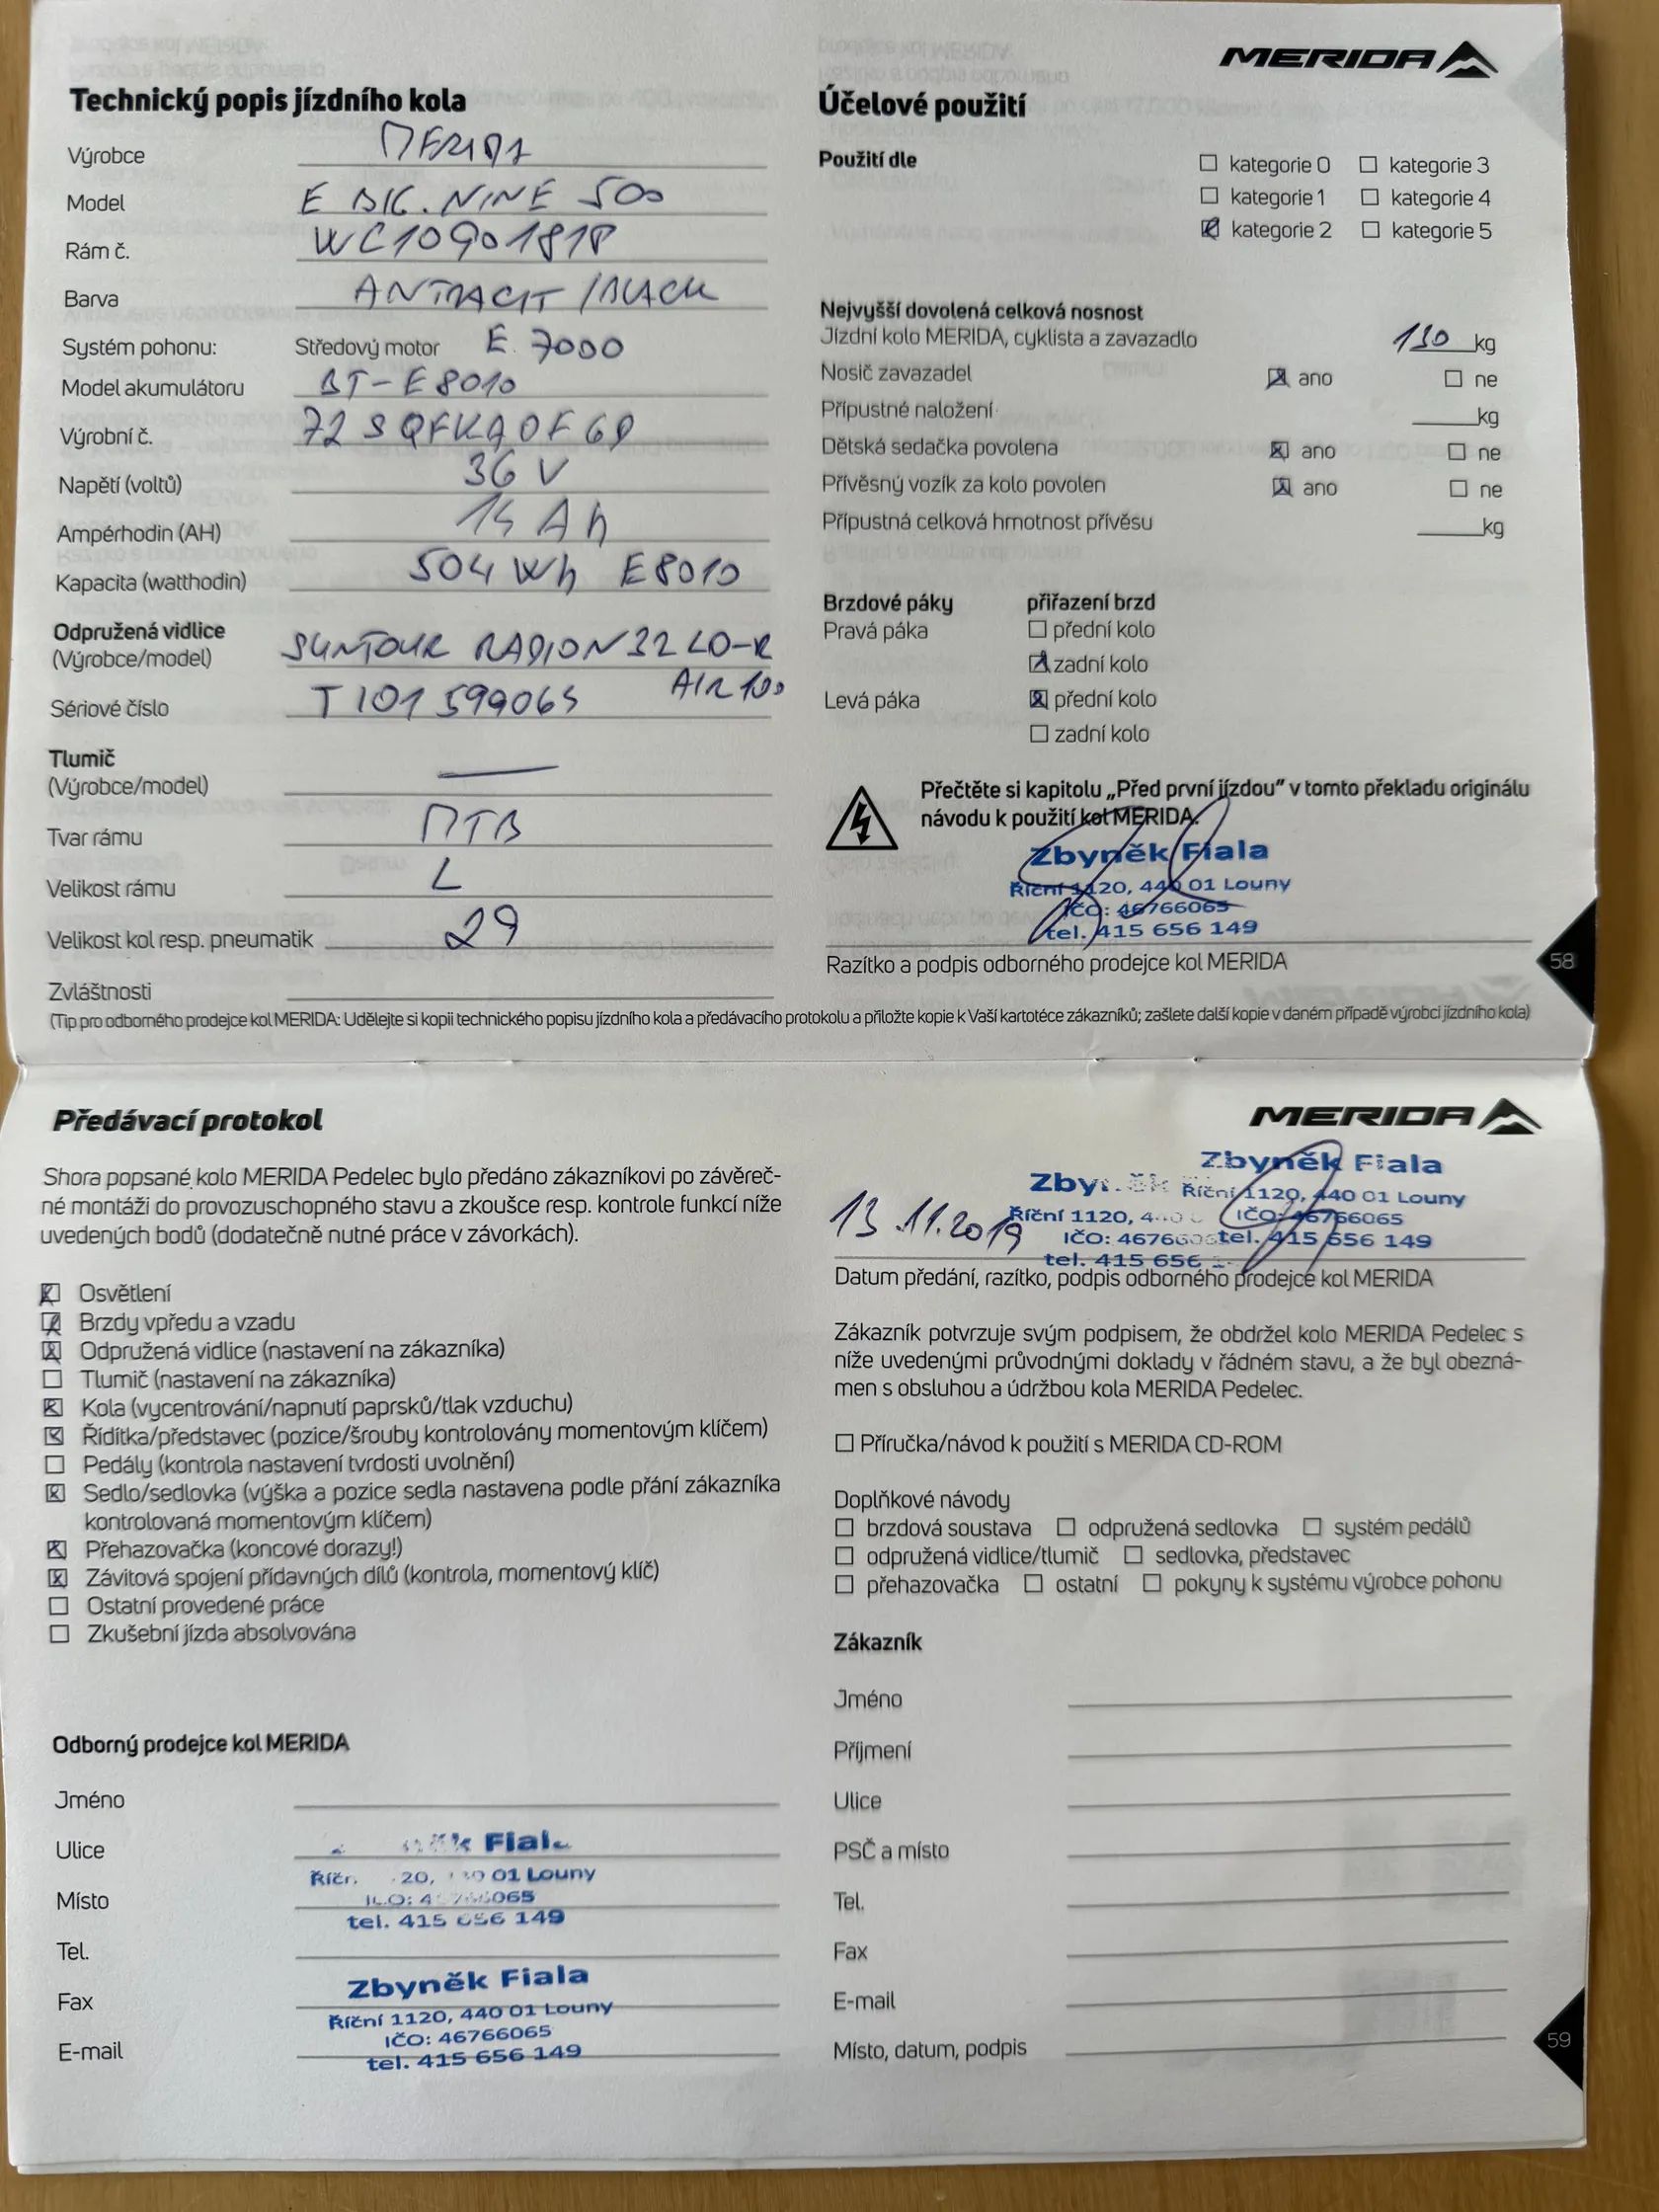 MERIDA
Technický popis jízdního kola
Výrobce MERIDA
Model E BIG.NINE 500
Rám č. WC10901818
Barva ANTRACIT / BLACK
Systém pohonu: Středový motor E 7000
Model akumulátoru BT-E8010
Výrobní č.
Napětí (voltů) 36 V
Ampérhodin (AH) 14 Ah
Kapacita (watthodin) 504 Wh E8010
Odpružená vidlice
(Výrobce/model) SUNTOUR RAIDON 32 LO-R
AIR 100
Sériové číslo
Tlumič
(Výrobce/model) —
Tvar rámu MTB
Velikost rámu L
Velikost kol resp. pneumatik 29
Zvláštnosti
Účelové použití
Použití dle
☐ kategorie 0 ☐ kategorie 3
☐ kategorie 1 ☐ kategorie 4
☒ kategorie 2 ☐ kategorie 5
Nejvyšší dovolená celková nosnost
Jízdní kolo MERIDA, cyklista a zavazadlo 130 kg
Nosič zavazadel ☒ ano ☐ ne
Přípustné naložení kg
Dětská sedačka povolena ☒ ano ☐ ne
Přívěsný vozík za kolo povolen ☒ ano ☐ ne
Přípustná celková hmotnost přívěsu kg
Brzdové páky přiřazení brzd
Pravá páka ☐ přední kolo
☒ zadní kolo
Levá páka ☒ přední kolo
☐ zadní kolo
Přečtěte si kapitolu „Před první jízdou" v tomto překladu originálu
návodu k použití kol MERIDA.
Zbyněk Fiala
Říční 1120, 440 01 Louny
IČO: 46766065
tel. 415 656 149
Razítko a podpis odborného prodejce kol MERIDA
58
(Tip pro odborného prodejce kol MERIDA: Udělejte si kopii technického popisu jízdního kola a předávacího protokolu a přiložte kopie k Vaší kartotéce zákazníků; zašlete další kopie v daném případě výrobci jízdního kola)
Předávací protokol
MERIDA
Shora popsané kolo MERIDA Pedelec bylo předáno zákazníkovi po závěreč-
né montáži do provozuschopného stavu a zkoušce resp. kontrole funkcí níže
uvedených bodů (dodatečně nutné práce v závorkách).
☒ Osvětlení
☒ Brzdy vpředu a vzadu
☒ Odpružená vidlice (nastavení na zákazníka)
☐ Tlumič (nastavení na zákazníka)
☒ Kola (vycentrování/napnutí paprsků/tlak vzduchu)
☒ Řídítka/představec (pozice/šrouby kontrolovány momentovým klíčem)
☐ Pedály (kontrola nastavení tvrdosti uvolnění)
☒ Sedlo/sedlovka (výška a pozice sedla nastavena podle přání zákazníka
kontrolovaná momentovým klíčem)
☒ Přehazovačka (koncové dorazy!)
☒ Závitová spojení přídavných dílů (kontrola, momentový klíč)
☐ Ostatní provedené práce
☐ Zkušební jízda absolvována
Odborný prodejce kol MERIDA
Jméno
Ulice
Místo
Tel.
Fax
E-mail
Fiala
01 Louny
tel. 415 656 149
Zbyněk Fiala
Říční 1120, 440 01 Louny
IČO: 46766065
tel. 415 656 149
13.11.2019
Zbyněk
Říční 1120,
IČO: 46766
tel. 415 656
Zbyněk Fiala
Říční 1120, 440 01 Louny
IČO: 46766065
tel. 415 656 149
Datum předání, razítko, podpis odborného prodejce kol MERIDA
Zákazník potvrzuje svým podpisem, že obdržel kolo MERIDA Pedelec s
níže uvedenými průvodnými doklady v řádném stavu, a že byl obezná-
men s obsluhou a údržbou kola MERIDA Pedelec.
☐ Příručka/návod k použití s MERIDA CD-ROM
Doplňkové návody
☐ brzdová soustava ☐ odpružená sedlovka ☐ systém pedálů
☐ odpružená vidlice/tlumič ☐ sedlovka, představec
☐ přehazovačka ☐ ostatní ☐ pokyny k systému výrobce pohonu
Zákazník
Jméno
Příjmení
Ulice
PSČ a místo
Tel.
Fax
E-mail
Místo, datum, podpis
59